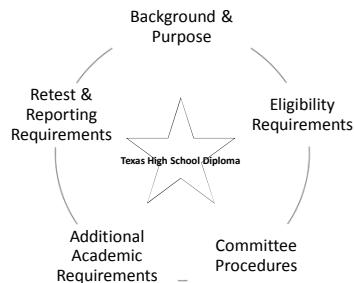 Background &
Purpose
Eligibility
Requirements
Committee
Procedures
Additional
Academic
Requirements
Retest &
Reporting
Requirements
Texas High School Diploma